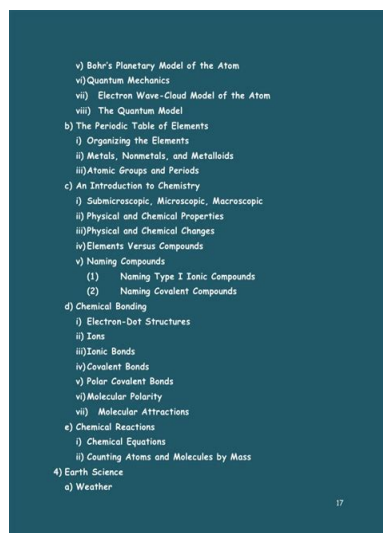 v) Bohr's Planetary Model of the Atom
vi)Quantum Mechanics
vii) Electron Wave-Cloud Model of the Atom
viii) The Quantum Model
b) The Periodic Table of Elements
i) Organizing the Elements
ii) Metals, Nonmetals, and Metalloids
iii)Atomic Groups and Periods
c) An Introduction to Chemistry
i) Submicroscopic, Microscopic, Macroscopic
ii) Physical and Chemical Properties
iii)Physical and Chemical Changes
iv)Elements Versus Compounds
v) Naming Compounds
(1) Naming Type I Ionic Compounds
(2) Naming Covalent Compounds
d) Chemical Bonding
i) Electron-Dot Structures
ii) Ions
iii)Ionic Bonds
iv)Covalent Bonds
v) Polar Covalent Bonds
vi)Molecular Polarity
vii) Molecular Attractions
e) Chemical Reactions
i) Chemical Equations
ii) Counting Atoms and Molecules by Mass
4) Earth Science
a) Weather
17